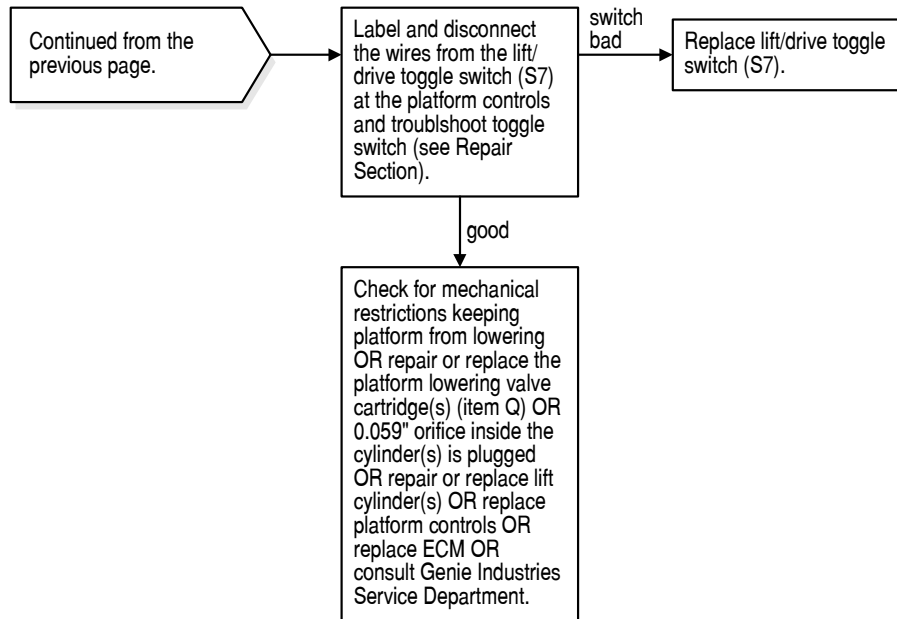 Continued from the
previous page.
Label and disconnect
the wires from the lift/
drive toggle switch (S7)
at the platform controls
and troublshoot toggle
switch (see Repair
Section).
switch
bad
Replace lift/drive toggle
switch (S7).
good
Check for mechanical
restrictions keeping
platform from lowering
OR repair or replace the
platform lowering valve
cartridge(s) (item Q) OR
0.059" orifice inside the
cylinder(s) is plugged
OR repair or replace lift
cylinder(s) OR replace
platform controls OR
replace ECM OR
consult Genie Industries
Service Department.